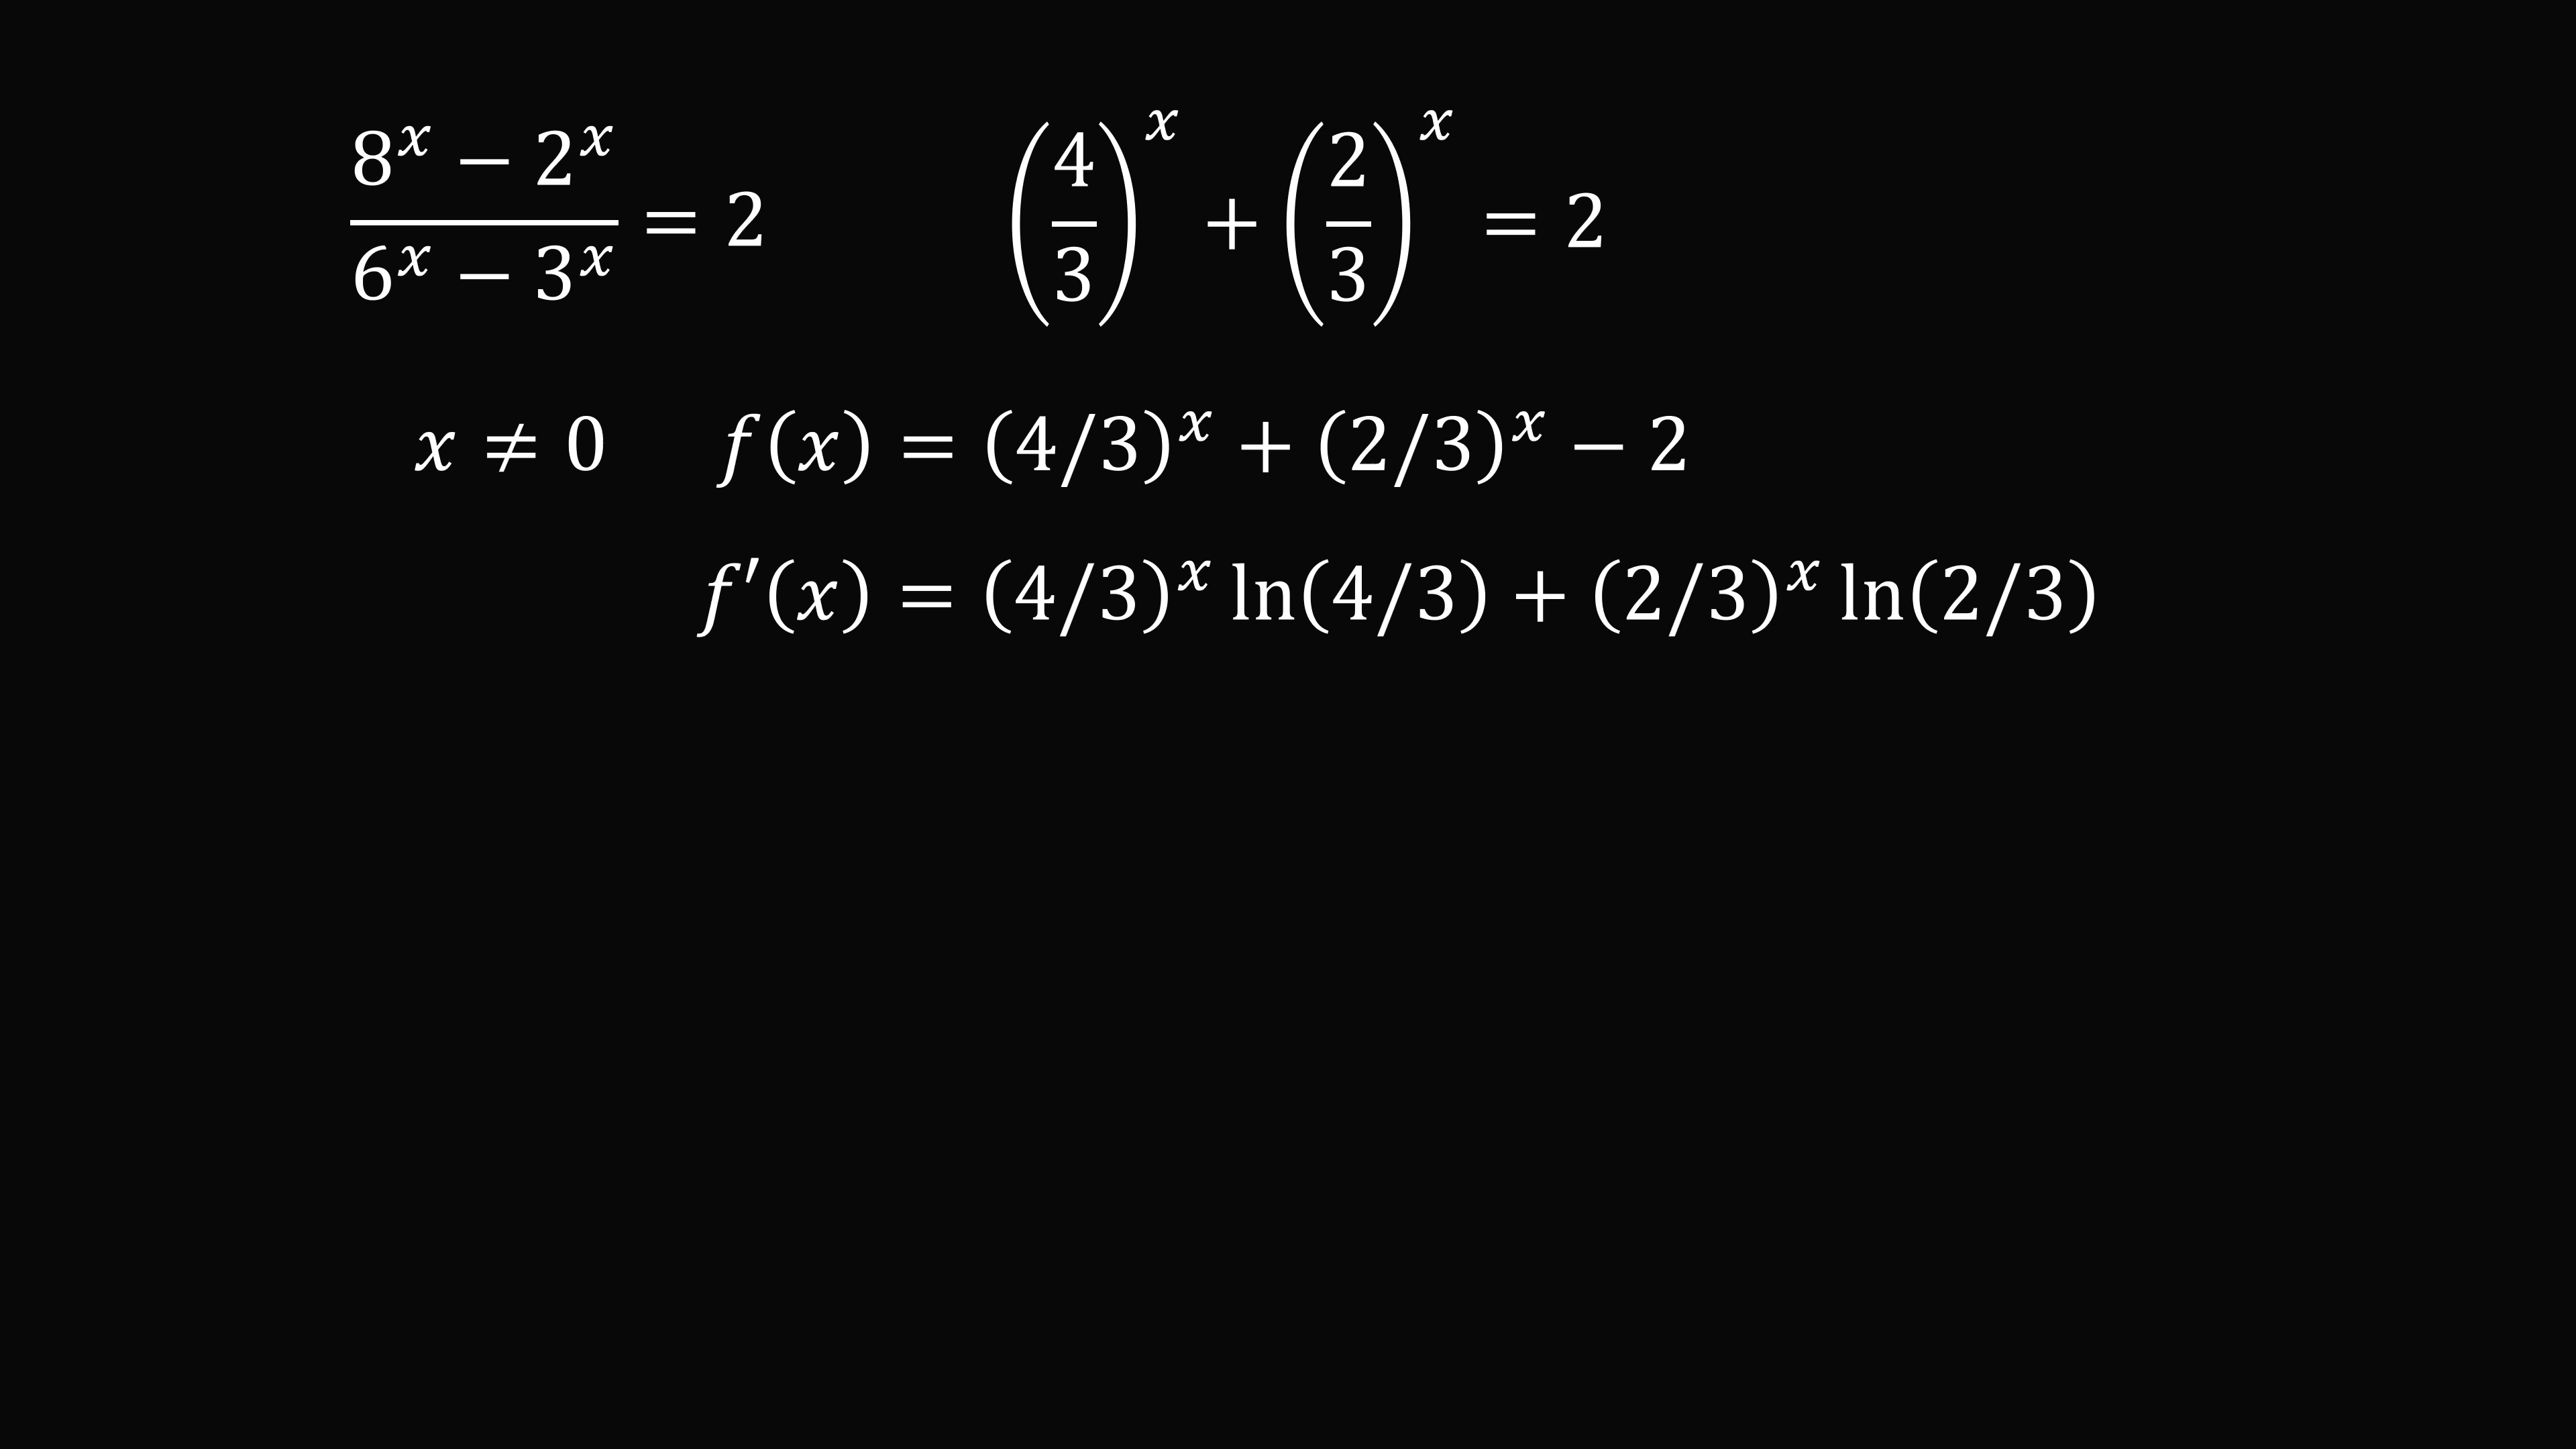 (8^x − 2^x)/(6^x − 3^x) = 2    (4/3)^x + (2/3)^x = 2
x ≠ 0    f(x) = (4/3)^x + (2/3)^x − 2
f′(x) = (4/3)^x ln(4/3) + (2/3)^x ln(2/3)